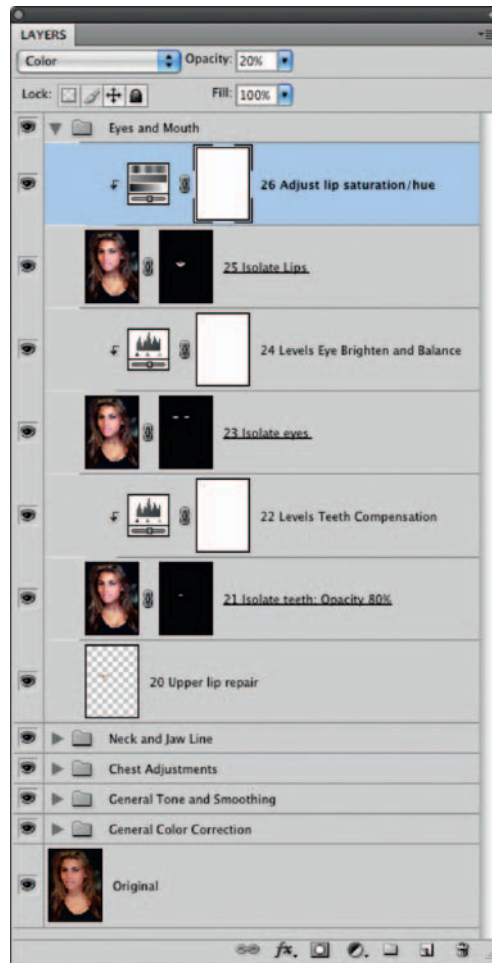 LAYERS
Color Opacity: 20%
Lock: Fill: 100%
Eyes and Mouth
26 Adjust lip saturation/hue
25 Isolate Lips
24 Levels Eye Brighten and Balance
23 Isolate eyes
22 Levels Teeth Compensation
21 Isolate teeth: Opacity 80%
20 Upper lip repair
Neck and Jaw Line
Chest Adjustments
General Tone and Smoothing
General Color Correction
Original
fx.